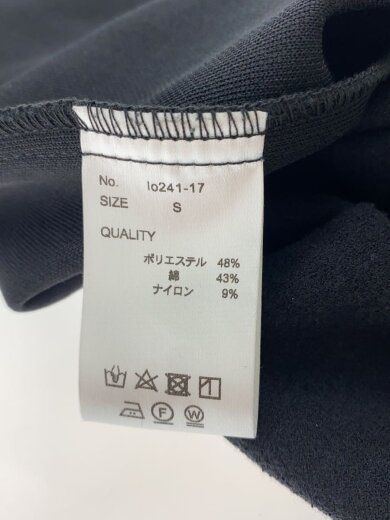 No. lo241-17
SIZE S
QUALITY
ポリエステル 48%
綿 43%
ナイロン 9%
F W